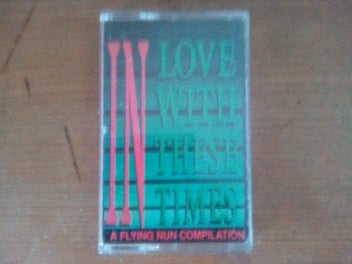 IN LOVE
WITH
THESE
TIMES
A FLYING NUN COMPILATION